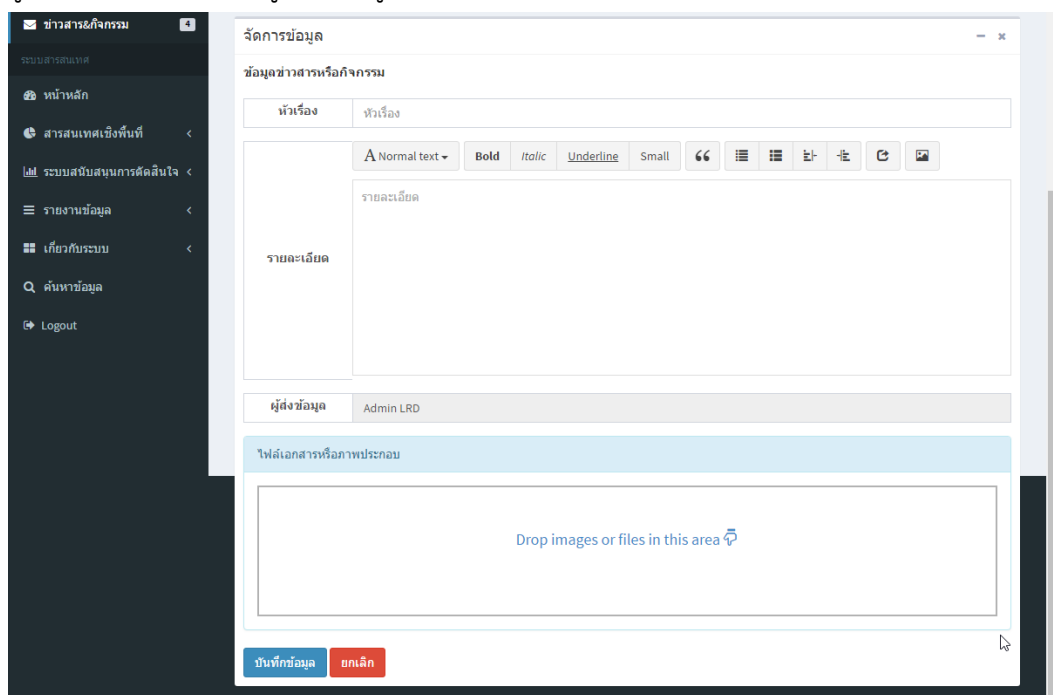 ข่าวสาร&กิจกรรม 4
ระบบสารสนเทศ
หน้าหลัก
สารสนเทศเชิงพื้นที่
ระบบสนับสนุนการตัดสินใจ
รายงานข้อมูล
เกี่ยวกับระบบ
ค้นหาข้อมูล
Logout
จัดการข้อมูล
ข้อมูลข่าวสารหรือกิจกรรม
หัวเรื่อง หัวเรื่อง
A Normal text Bold Italic Underline Small
รายละเอียด
รายละเอียด
ผู้ส่งข้อมูล Admin LRD
ไฟล์เอกสารหรือภาพประกอบ
Drop images or files in this area
บันทึกข้อมูล ยกเลิก